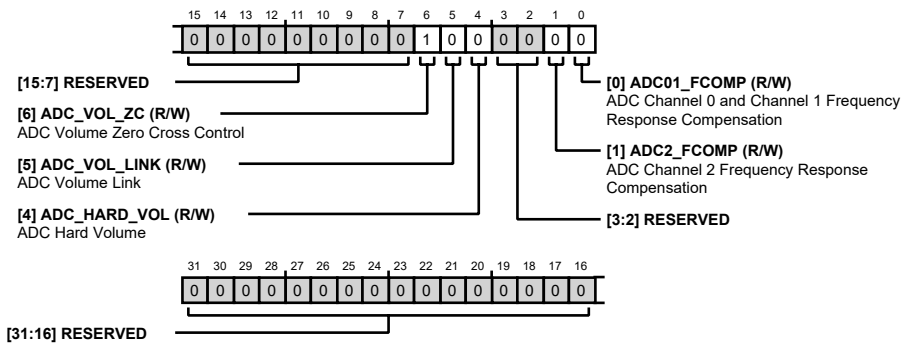 15 14 13 12 11 10 9 8 7 6 5 4 3 2 1 0
0 0 0 0 0 0 0 0 0 1 0 0 0 0 0 0
[15:7] RESERVED
[6] ADC_VOL_ZC (R/W)
ADC Volume Zero Cross Control
[5] ADC_VOL_LINK (R/W)
ADC Volume Link
[4] ADC_HARD_VOL (R/W)
ADC Hard Volume
[0] ADC01_FCOMP (R/W)
ADC Channel 0 and Channel 1 Frequency
Response Compensation
[1] ADC2_FCOMP (R/W)
ADC Channel 2 Frequency Response
Compensation
[3:2] RESERVED
31 30 29 28 27 26 25 24 23 22 21 20 19 18 17 16
0 0 0 0 0 0 0 0 0 0 0 0 0 0 0 0
[31:16] RESERVED